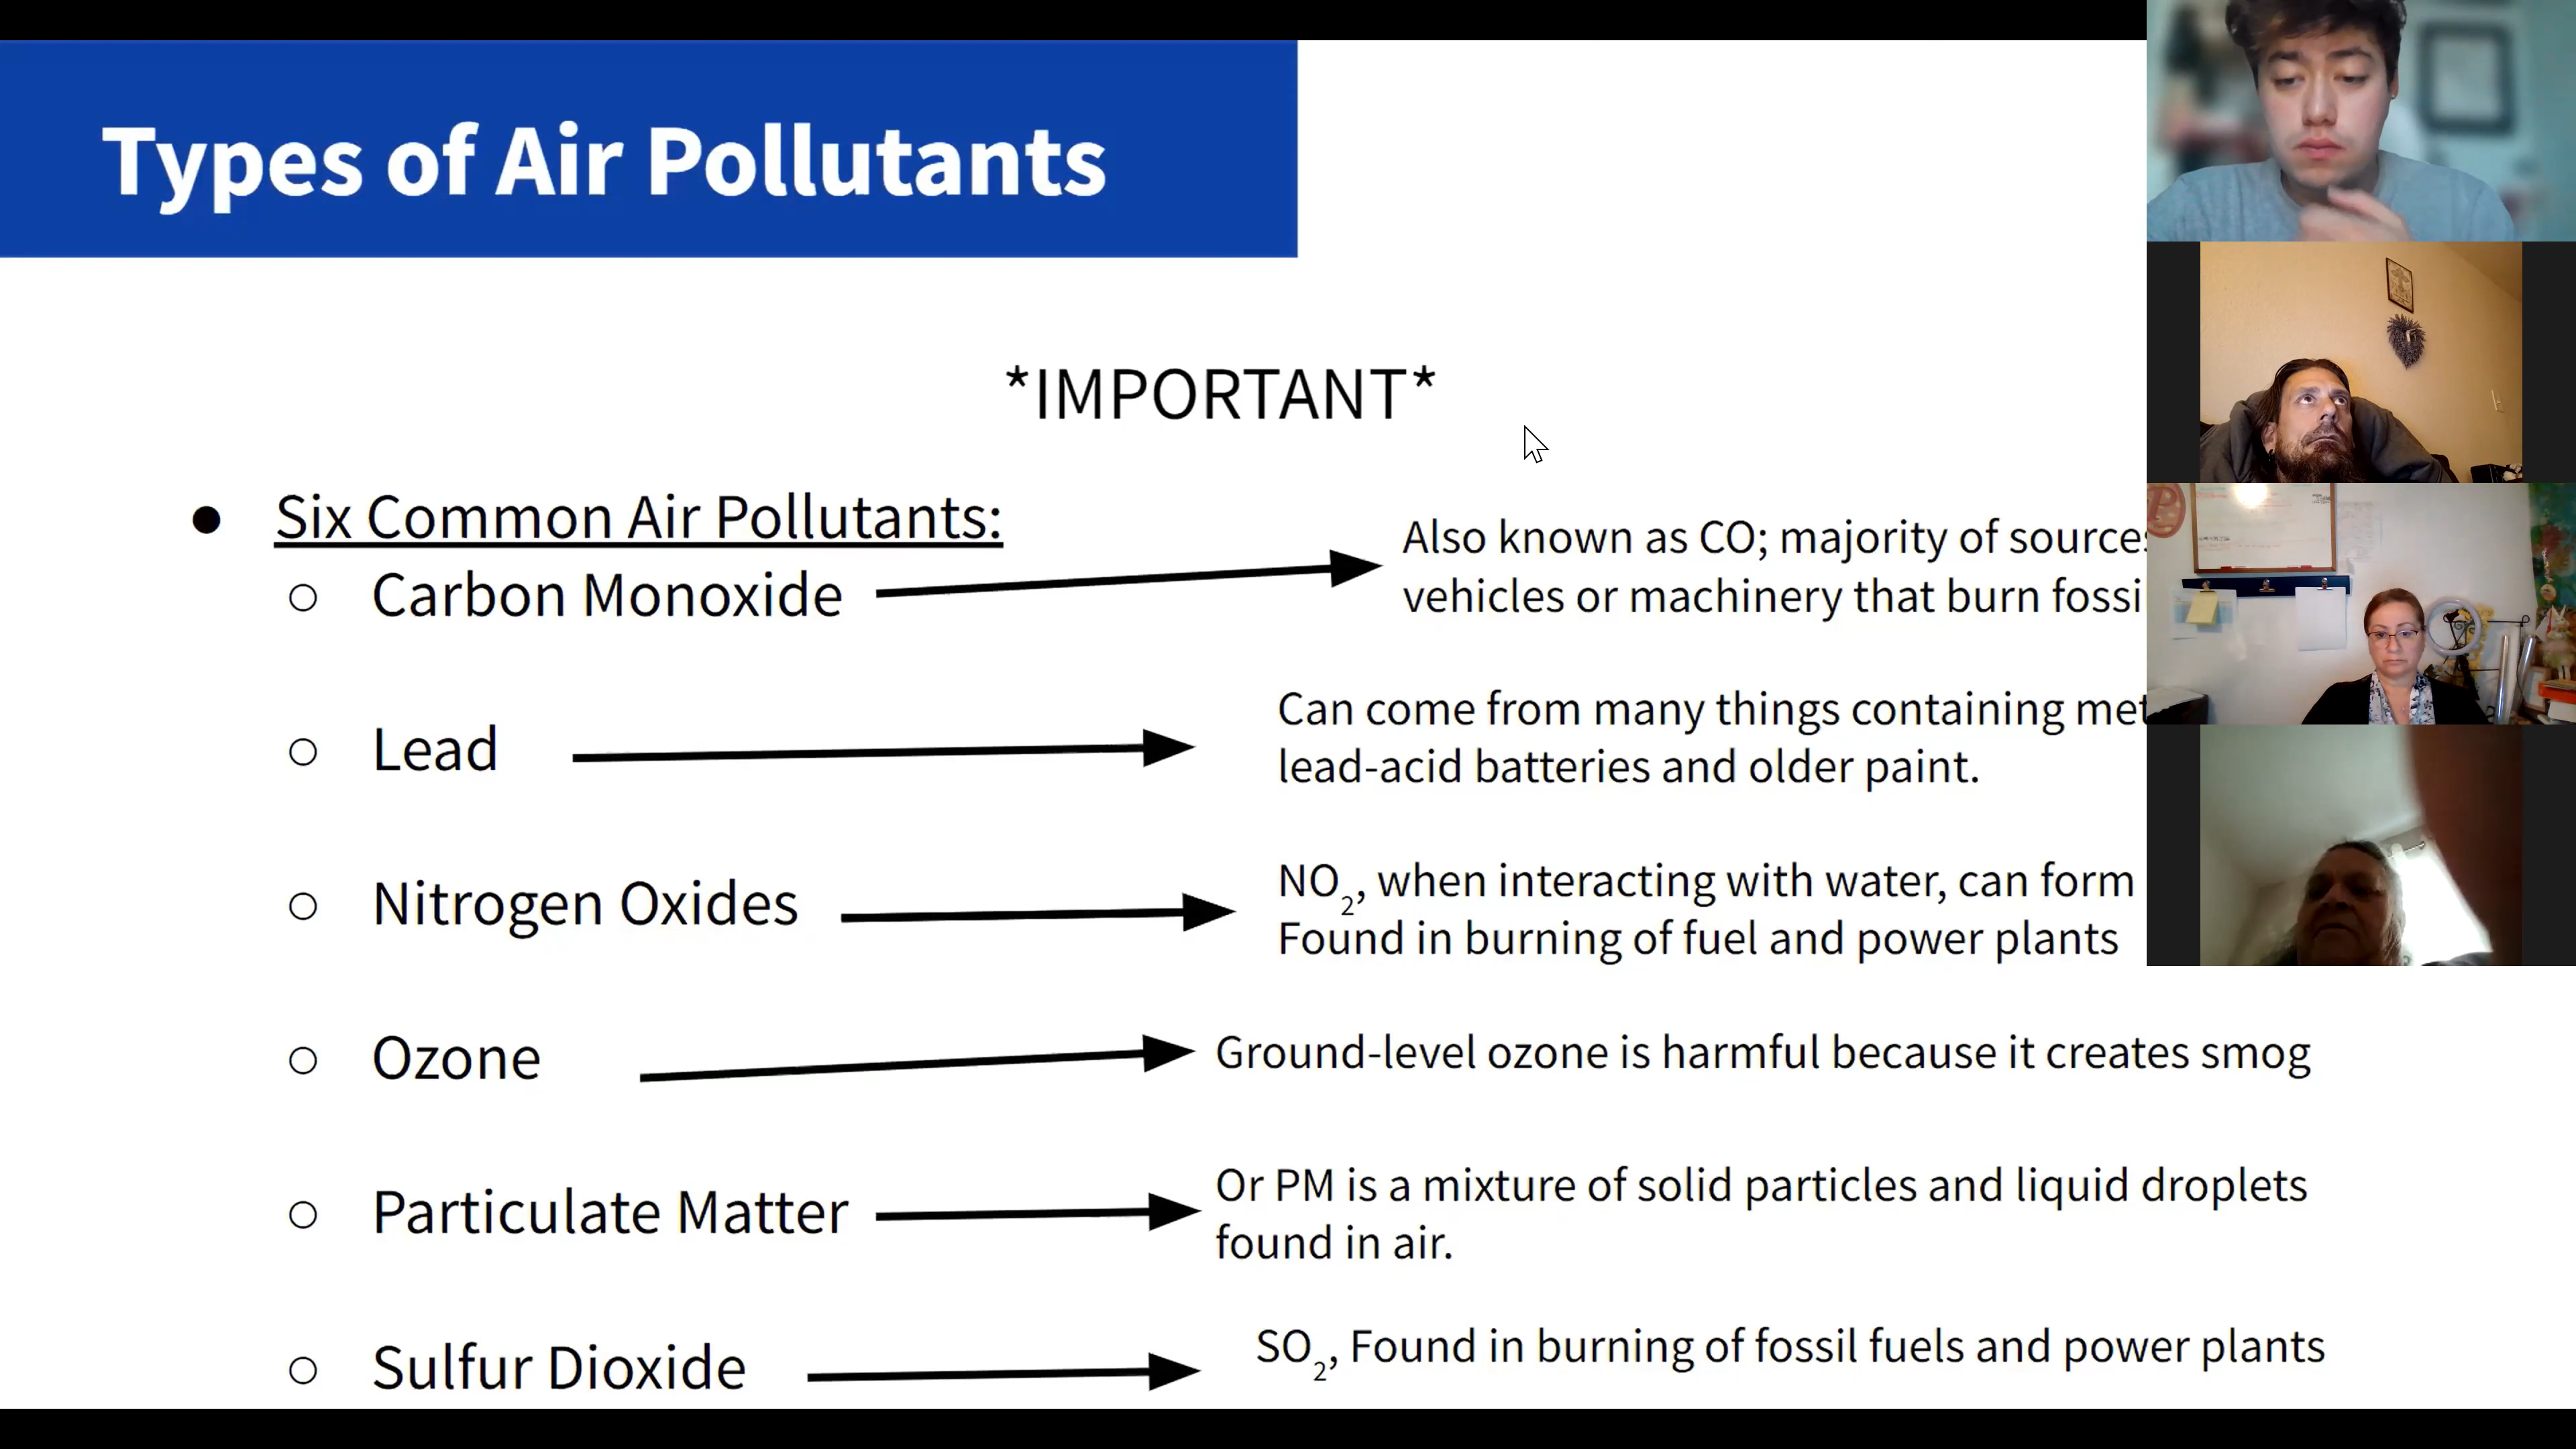 Types of Air Pollutants
*IMPORTANT*
● Six Common Air Pollutants:
○ Carbon Monoxide
Also known as CO; majority of sources
vehicles or machinery that burn
○ Lead
Can come from many things containing
lead-acid batteries and older paint.
○ Nitrogen Oxides
NO₂, when interacting with water, can form
Found in burning of fuel and power plants
○ Ozone
Ground-level ozone is harmful because it creates smog
○ Particulate Matter
Or PM is a mixture of solid particles and liquid droplets
found in air.
○ Sulfur Dioxide
SO₂, Found in burning of fossil fuels and power plants
P